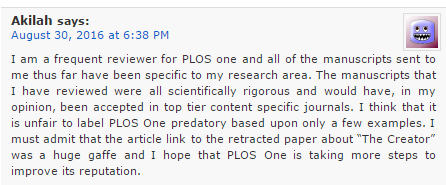 Akilah says:
August 30, 2016 at 6:38 PM
I am a frequent reviewer for PLOS one and all of the manuscripts sent to
me thus far have been specific to my research area. The manuscripts that
I have reviewed were all scientifically rigorous and would have, in my
opinion, been accepted in top tier content specific journals. I think that it
is unfair to label PLOS One predatory based upon only a few examples. I
must admit that the article link to the retracted paper about “The Creator”
was a huge gaffe and I hope that PLOS One is taking more steps to
improve its reputation.